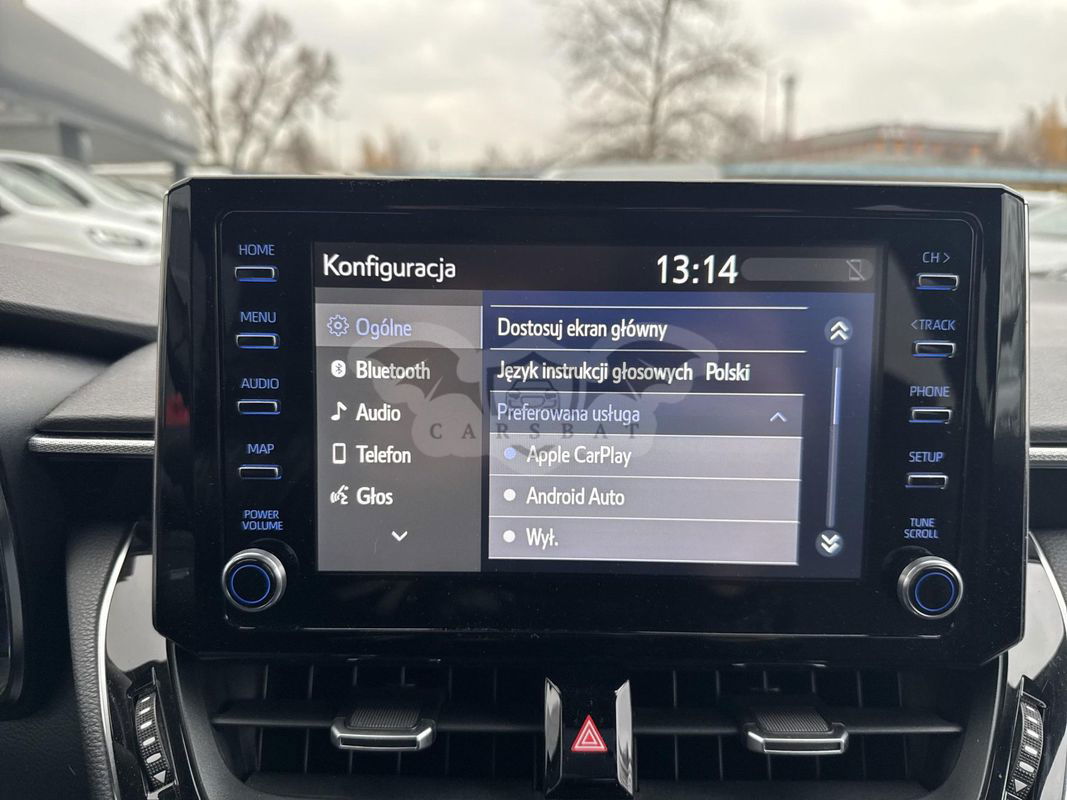 HOME
MENU
AUDIO
MAP
POWER
VOLUME
Konfiguracja
13:14
Ogólne
Bluetooth
Audio
Telefon
Głos
Dostosuj ekran główny
Język instrukcji głosowych Polski
Preferowana usługa
Apple CarPlay
Android Auto
Wył.
CARSBAT
CH >
< TRACK
PHONE
SETUP
TUNE
SCROLL